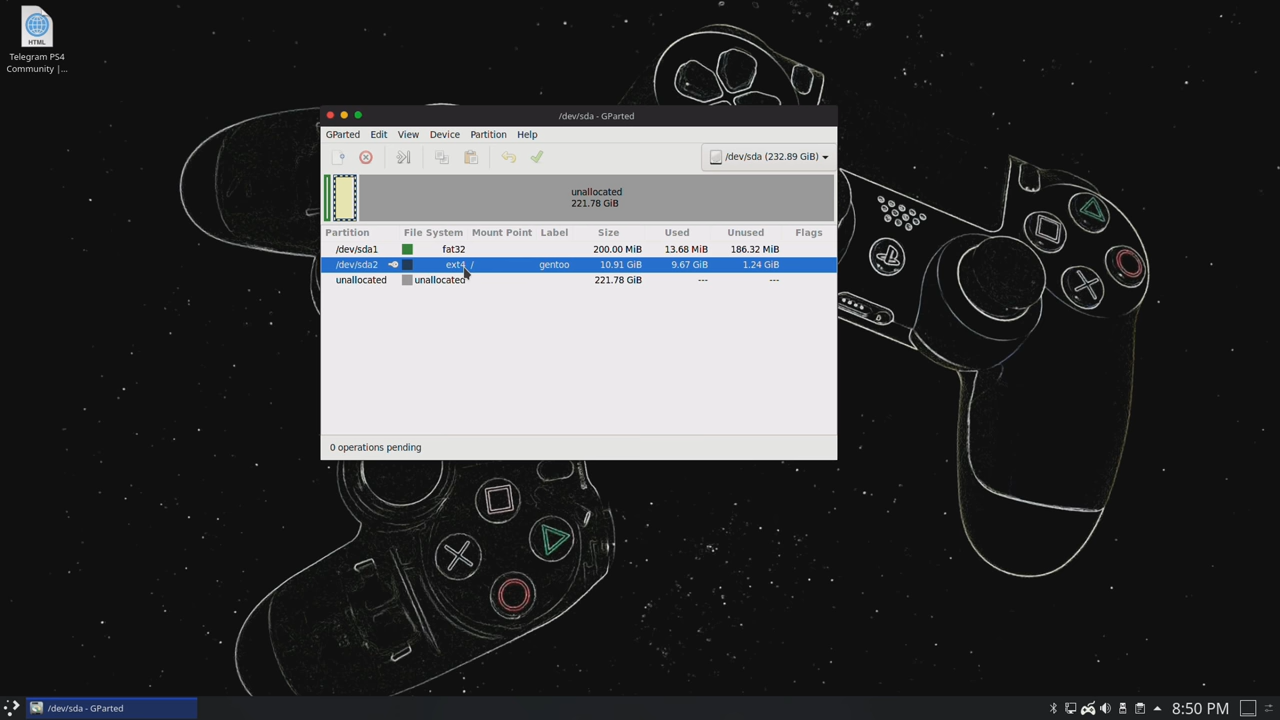 HTML
Telegram PS4
Community |...
/dev/sda - GParted
GParted Edit View Device Partition Help
/dev/sda (232.89 GiB)
unallocated
221.78 GiB
Partition File System Mount Point Label Size Used Unused Flags
/dev/sda1 fat32 200.00 MiB 13.68 MiB 186.32 MiB
/dev/sda2 ext4 / gentoo 10.91 GiB 9.67 GiB 1.24 GiB
unallocated unallocated 221.78 GiB --- ---
0 operations pending
/dev/sda - GParted
8:50 PM